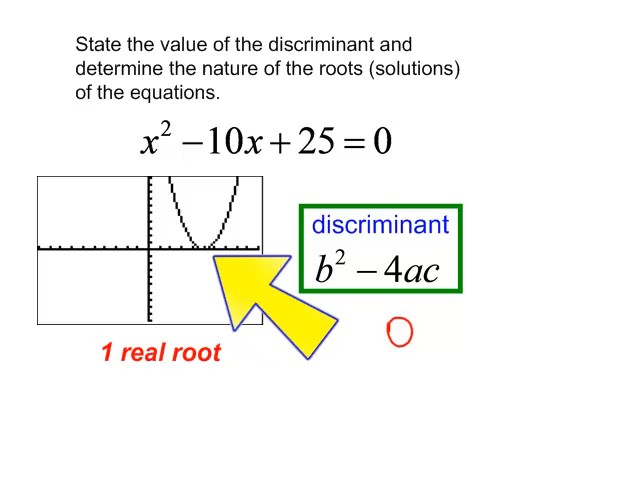 State the value of the discriminant and
determine the nature of the roots (solutions)
of the equations.
x² − 10x + 25 = 0
discriminant
b² − 4ac
0
1 real root